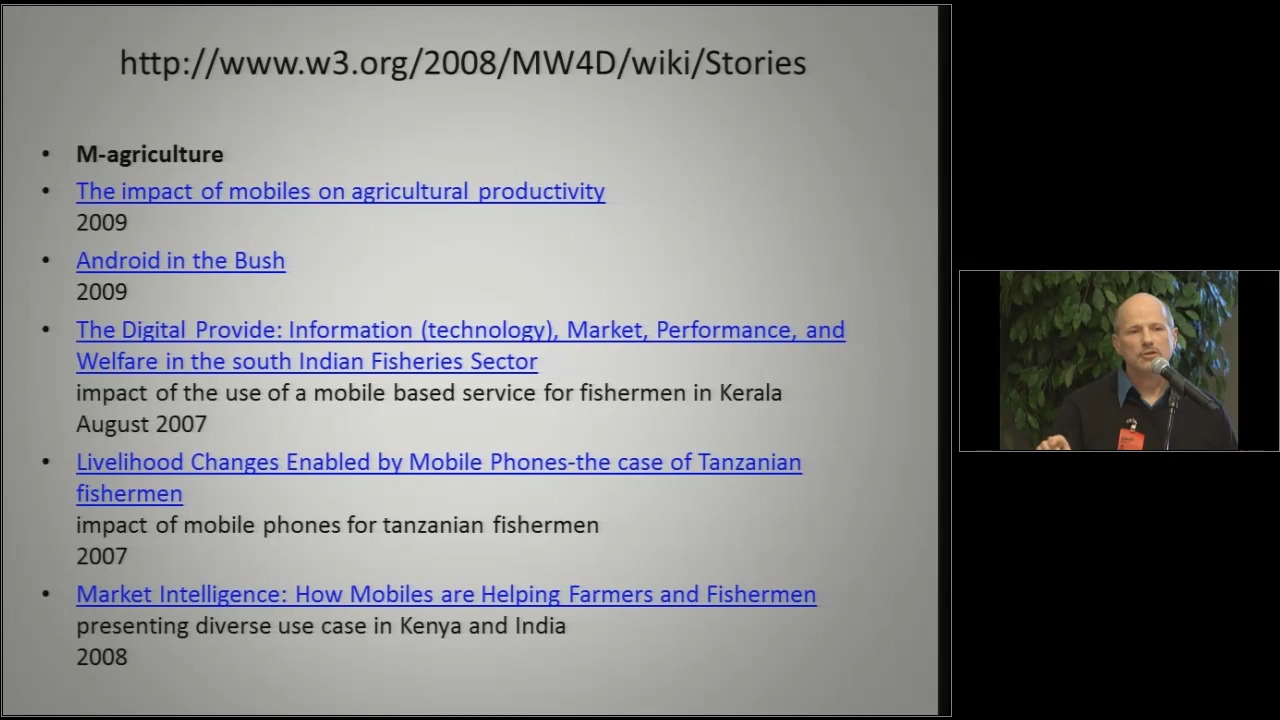 http://www.w3.org/2008/MW4D/wiki/Stories
• M-agriculture
• The impact of mobiles on agricultural productivity
2009
• Android in the Bush
2009
• The Digital Provide: Information (technology), Market, Performance, and
Welfare in the south Indian Fisheries Sector
impact of the use of a mobile based service for fishermen in Kerala
August 2007
• Livelihood Changes Enabled by Mobile Phones-the case of Tanzanian
fishermen
impact of mobile phones for tanzanian fishermen
2007
• Market Intelligence: How Mobiles are Helping Farmers and Fishermen
presenting diverse use case in Kenya and India
2008